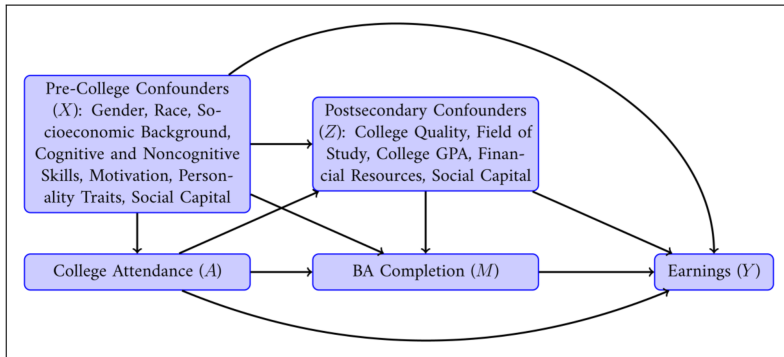 Pre-College Confounders
(X): Gender, Race, So-
cioeconomic Background,
Cognitive and Noncognitive
Skills, Motivation, Person-
ality Traits, Social Capital
Postsecondary Confounders
(Z): College Quality, Field of
Study, College GPA, Finan-
cial Resources, Social Capital
College Attendance (A)
BA Completion (M)
Earnings (Y)